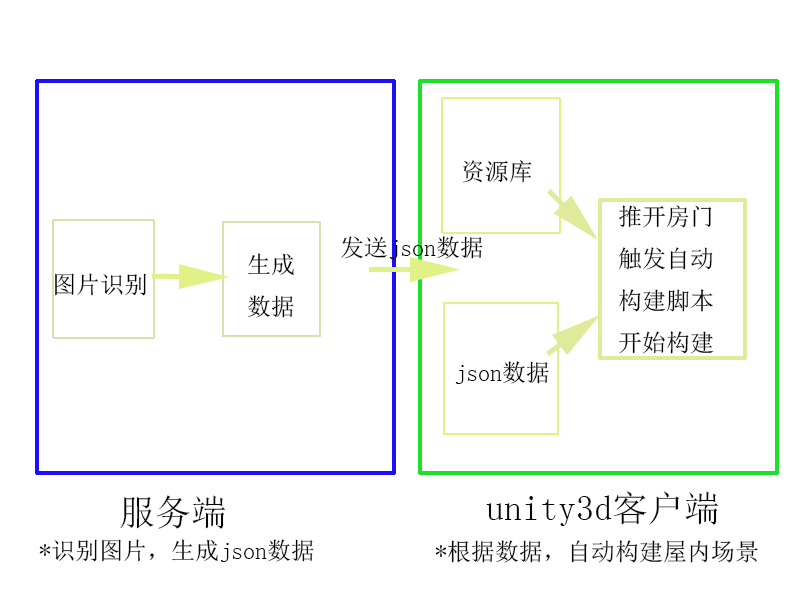 图片识别
生成
数据
发送json数据
资源库
json数据
推开房门
触发自动
构建脚本
开始构建
服务端
*识别图片，生成json数据
unity3d客户端
*根据数据，自动构建屋内场景